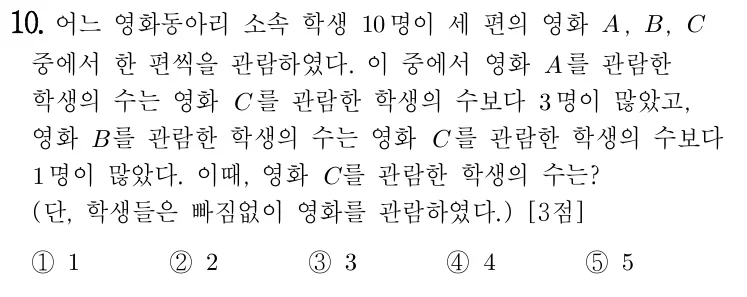 10. 어느 영화동아리 소속 학생 10명이 세 편의 영화 A, B, C
중에서 한 편씩을 관람하였다. 이 중에서 영화 A를 관람한
학생의 수는 영화 C를 관람한 학생의 수보다 3명이 많았고,
영화 B를 관람한 학생의 수는 영화 C를 관람한 학생의 수보다
1명이 많았다. 이때, 영화 C를 관람한 학생의 수는?
(단, 학생들은 빠짐없이 영화를 관람하였다.) [3점]
① 1 ② 2 ③ 3 ④ 4 ⑤ 5